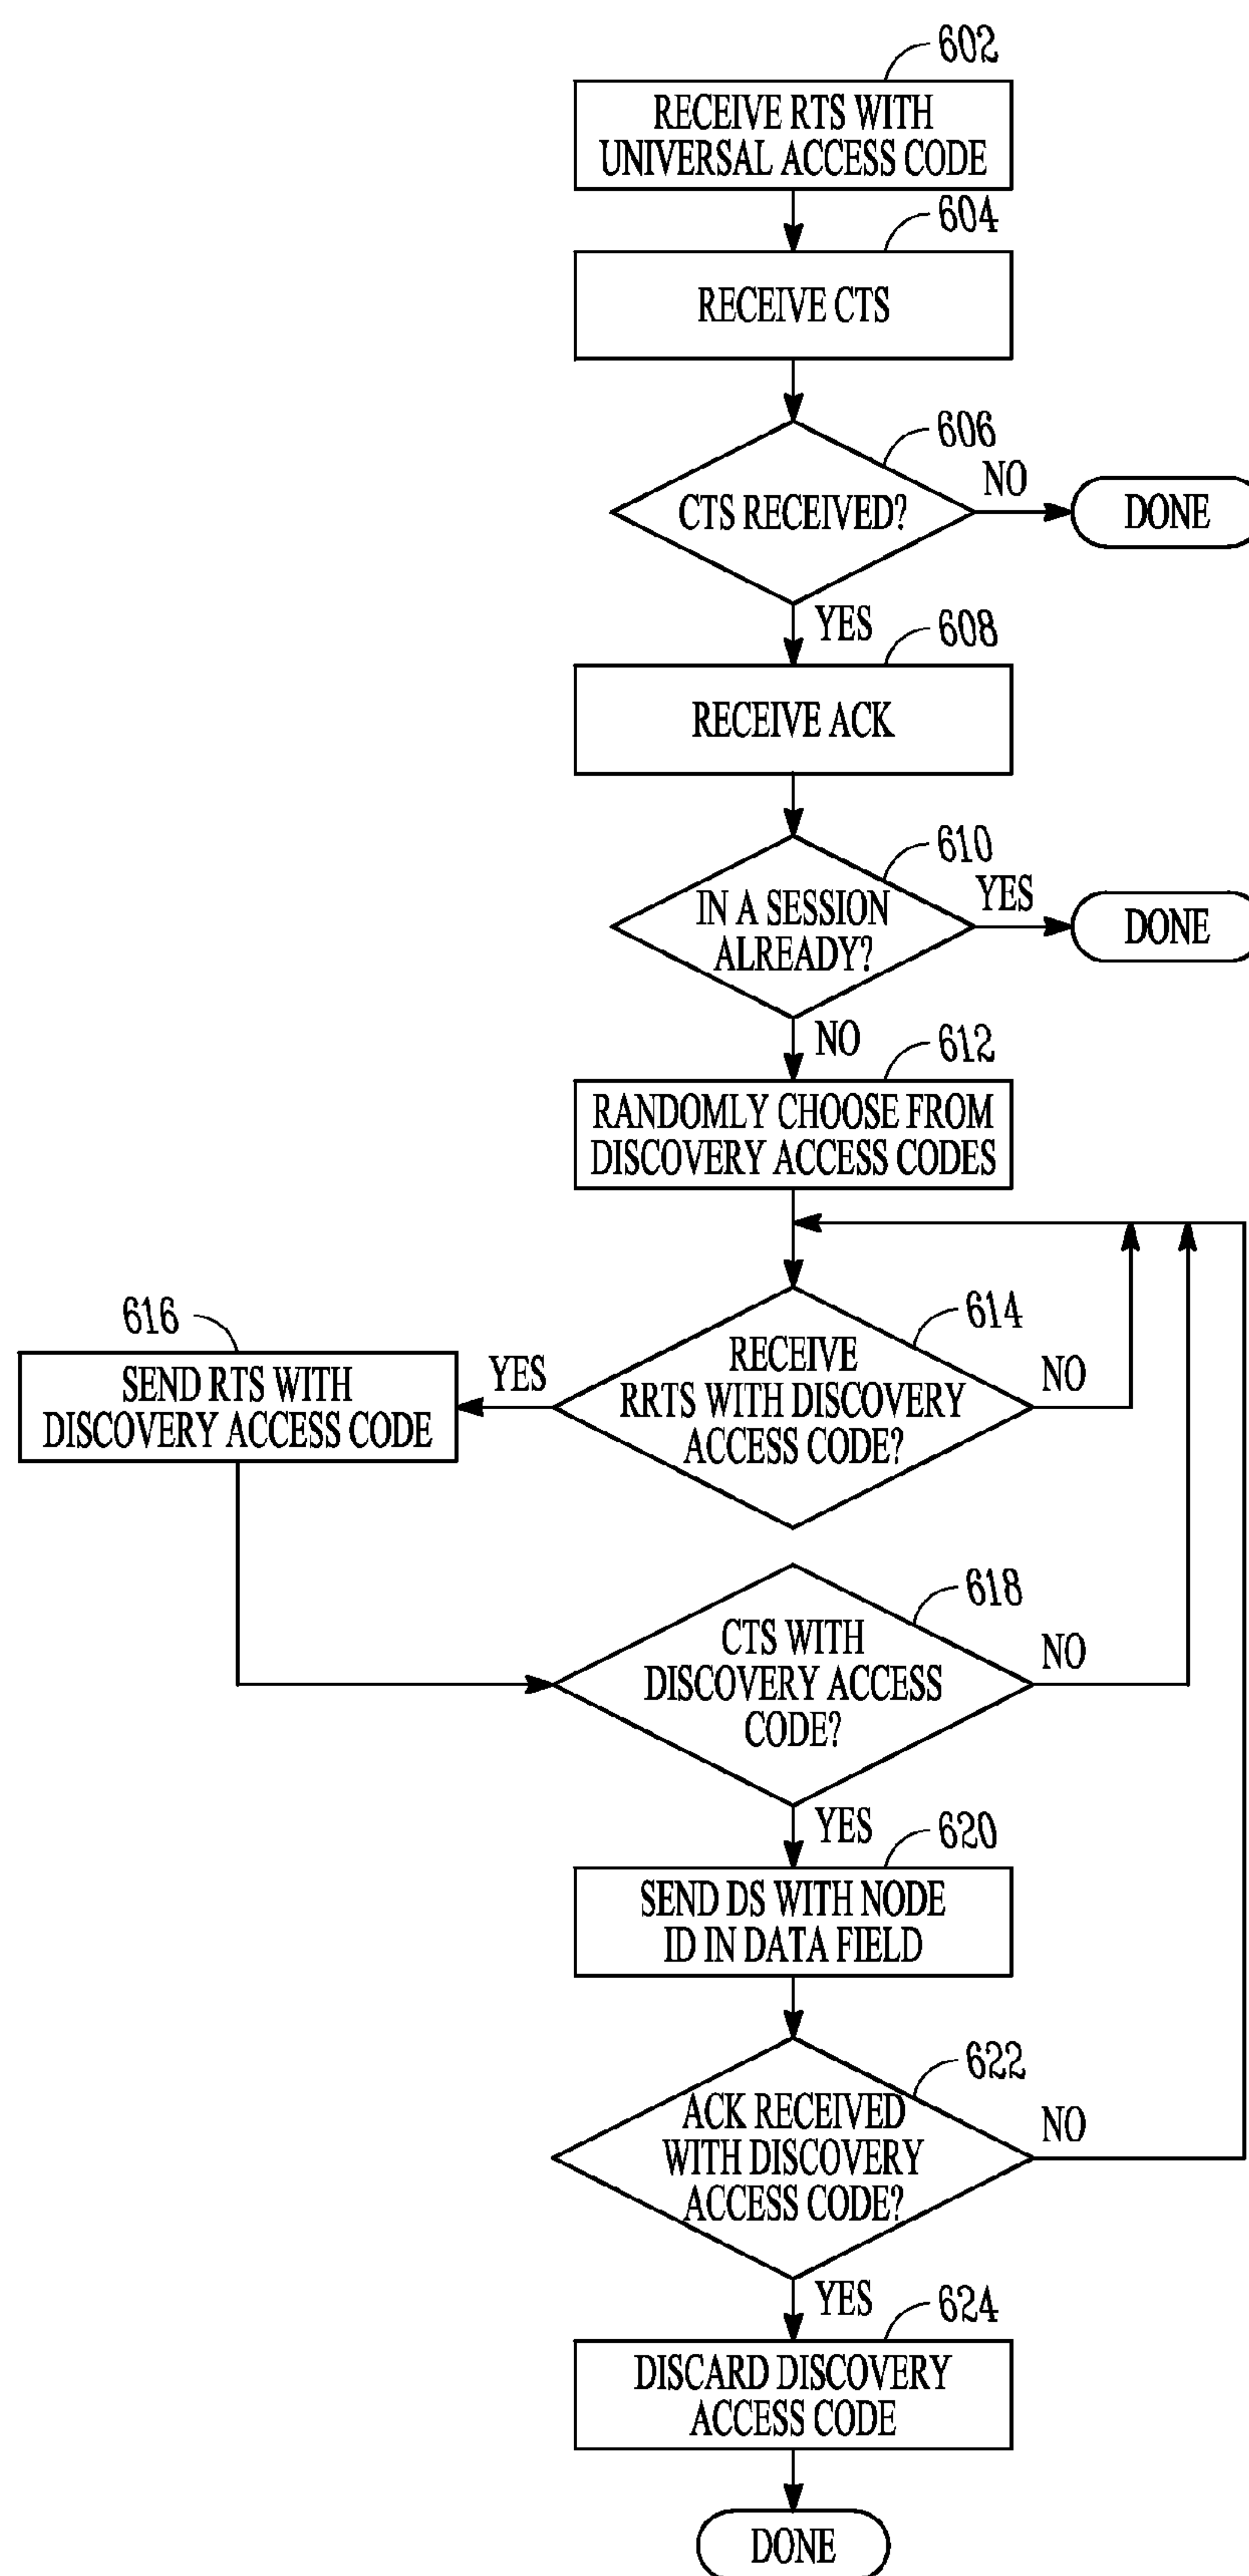 602
RECEIVE RTS WITH
UNIVERSAL ACCESS CODE
604
RECEIVE CTS
606
CTS RECEIVED?
NO
DONE
YES
608
RECEIVE ACK
610
IN A SESSION
ALREADY?
YES
DONE
NO
612
RANDOMLY CHOOSE FROM
DISCOVERY ACCESS CODES
614
RECEIVE
RRTS WITH DISCOVERY
ACCESS CODE?
NO
YES
616
SEND RTS WITH
DISCOVERY ACCESS CODE
618
CTS WITH
DISCOVERY ACCESS
CODE?
NO
YES
620
SEND DS WITH NODE
ID IN DATA FIELD
622
ACK RECEIVED
WITH DISCOVERY
ACCESS CODE?
NO
YES
624
DISCARD DISCOVERY
ACCESS CODE
DONE